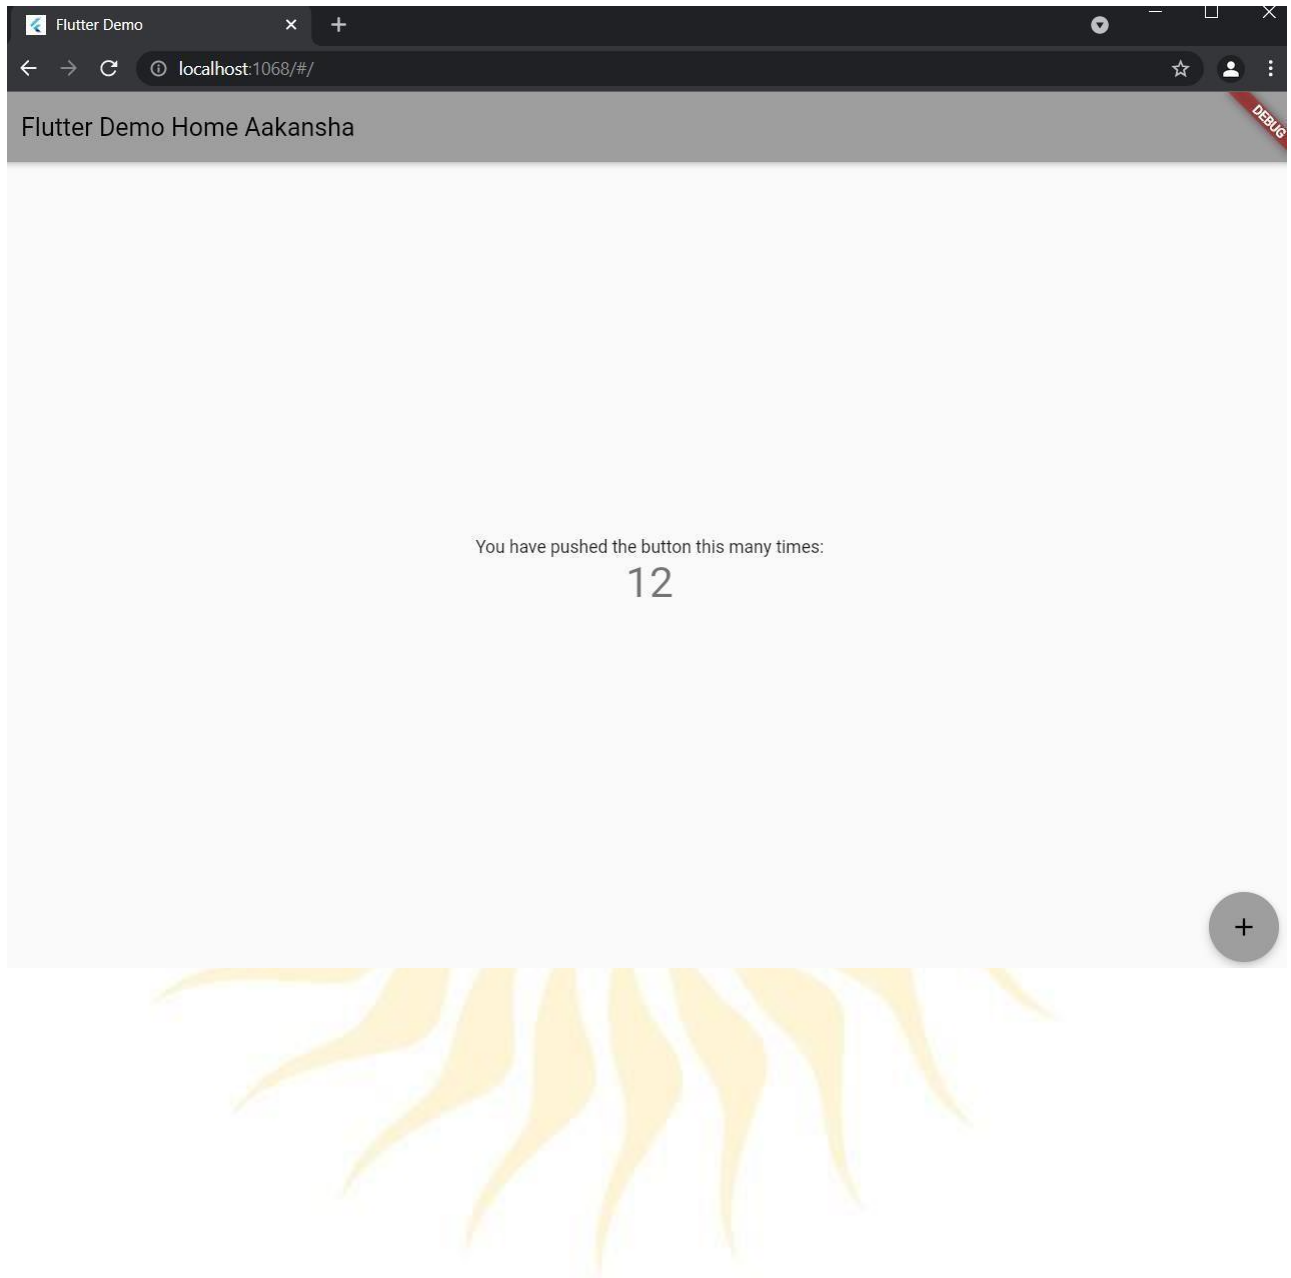 Flutter Demo
localhost:1068/#/
Flutter Demo Home Aakansha
DEBUG
You have pushed the button this many times:
12